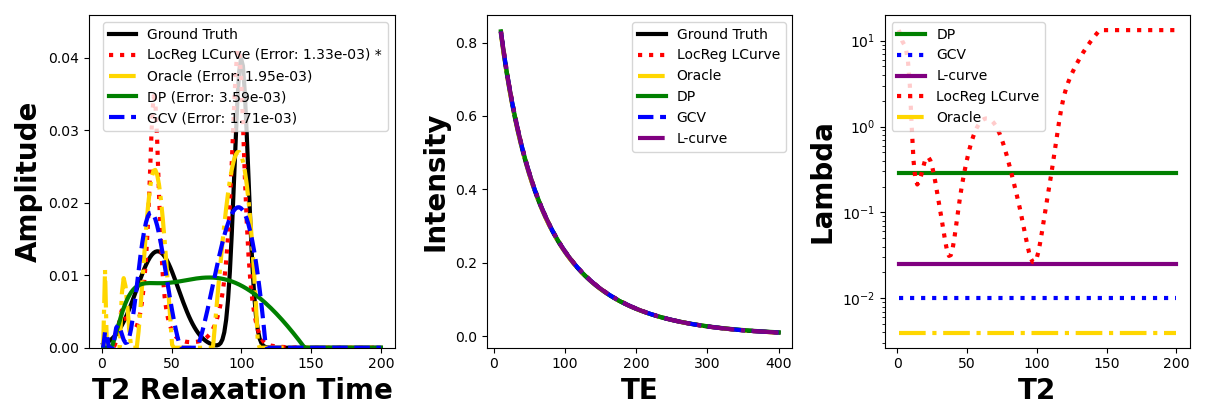 Ground Truth
LocReg LCurve (Error: 1.33e-03) *
Oracle (Error: 1.95e-03)
DP (Error: 3.59e-03)
GCV (Error: 1.71e-03)
Amplitude
0.04
0.03
0.02
0.01
0.00
0
50
100
150
200
T2 Relaxation Time
Ground Truth
LocReg LCurve
Oracle
DP
GCV
L-curve
Intensity
0.8
0.6
0.4
0.2
0.0
0
100
200
300
400
TE
DP
GCV
L-curve
LocReg LCurve
Oracle
Lambda
10¹
10⁰
10⁻¹
10⁻²
0
50
100
150
200
T2